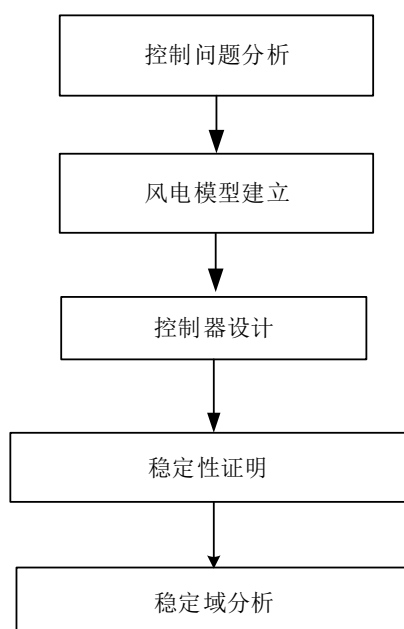 控制问题分析
风电模型建立
控制器设计
稳定性证明
稳定域分析